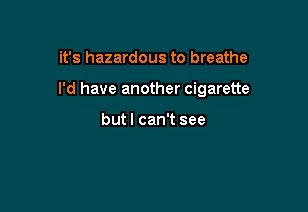 it's hazardous to breathe
I'd have another cigarette
but I can't see